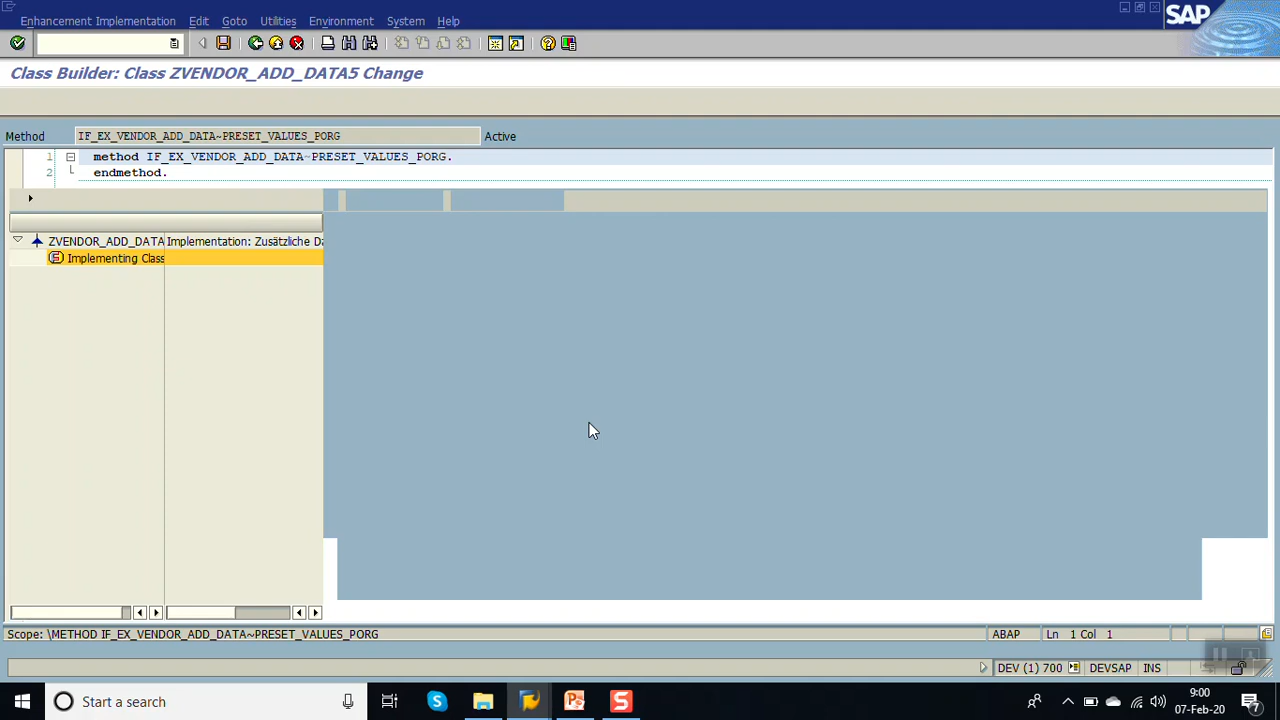 Enhancement Implementation Edit Goto Utilities Environment System Help
SAP
Class Builder: Class ZVENDOR_ADD_DATA5 Change
Method IF_EX_VENDOR_ADD_DATA~PRESET_VALUES_PORG Active
1 method IF_EX_VENDOR_ADD_DATA~PRESET_VALUES_PORG.
2 endmethod.
ZVENDOR_ADD_DATA Implementation: Zusätzliche Da
Implementing Class
Scope: \METHOD IF_EX_VENDOR_ADD_DATA~PRESET_VALUES_PORG ABAP Ln 1 Col 1
DEV (1) 700 DEVSAP INS
Start a search
9:00
07-Feb-20
7